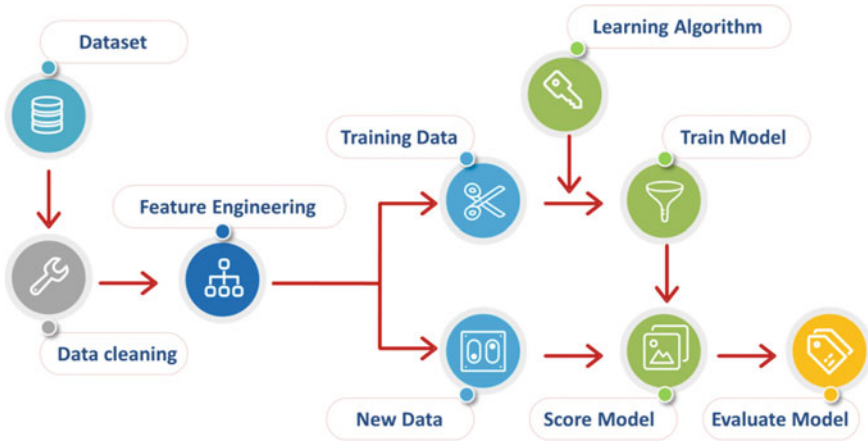 Dataset
Learning Algorithm
Training Data
Train Model
Feature Engineering
Data cleaning
New Data
Score Model
Evaluate Model